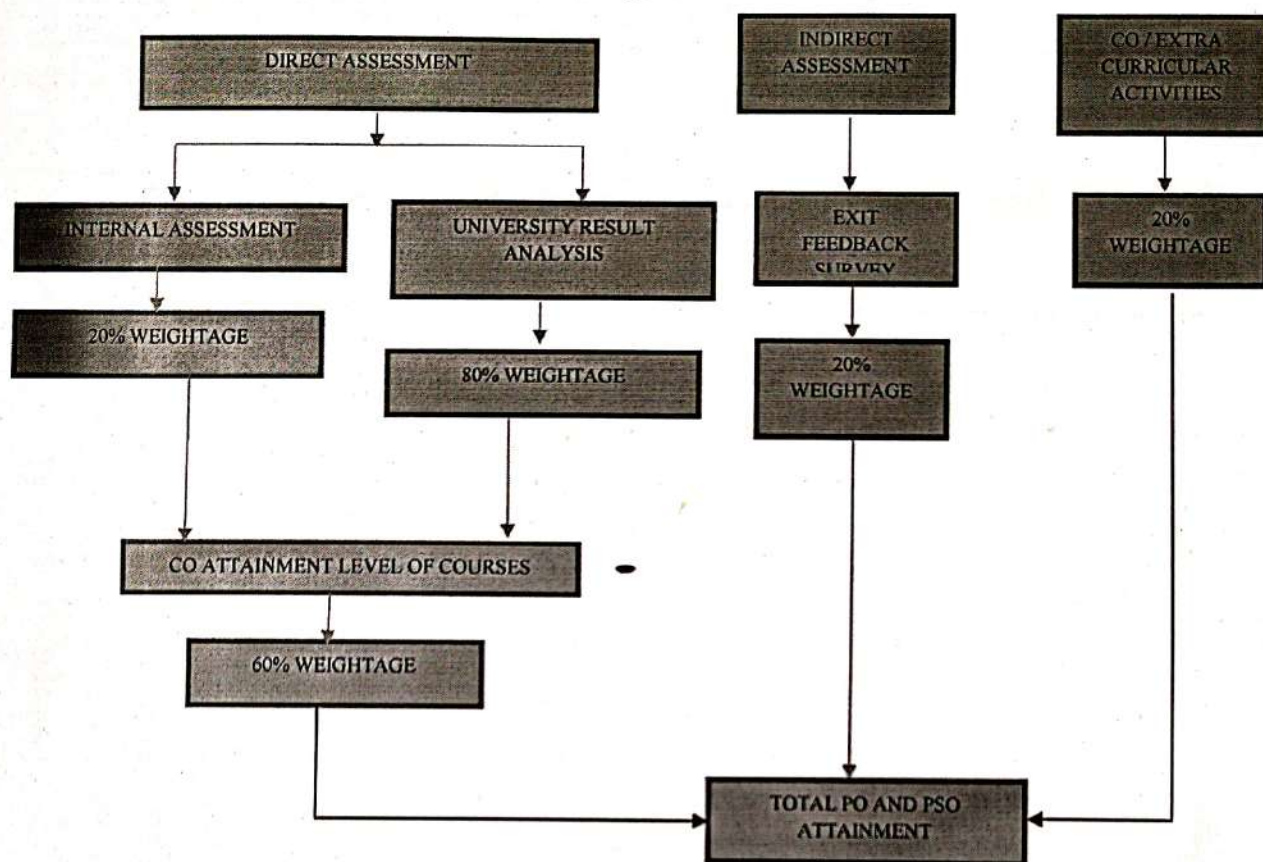 DIRECT ASSESSMENT
INDIRECT
ASSESSMENT
CO / EXTRA
CURRICULAR
ACTIVITIES
INTERNAL ASSESSMENT
UNIVERSITY RESULT
ANALYSIS
EXIT
FEEDBACK
SURVEY
20%
WEIGHTAGE
20% WEIGHTAGE
80% WEIGHTAGE
20%
WEIGHTAGE
CO ATTAINMENT LEVEL OF COURSES
60% WEIGHTAGE
TOTAL PO AND PSO
ATTAINMENT